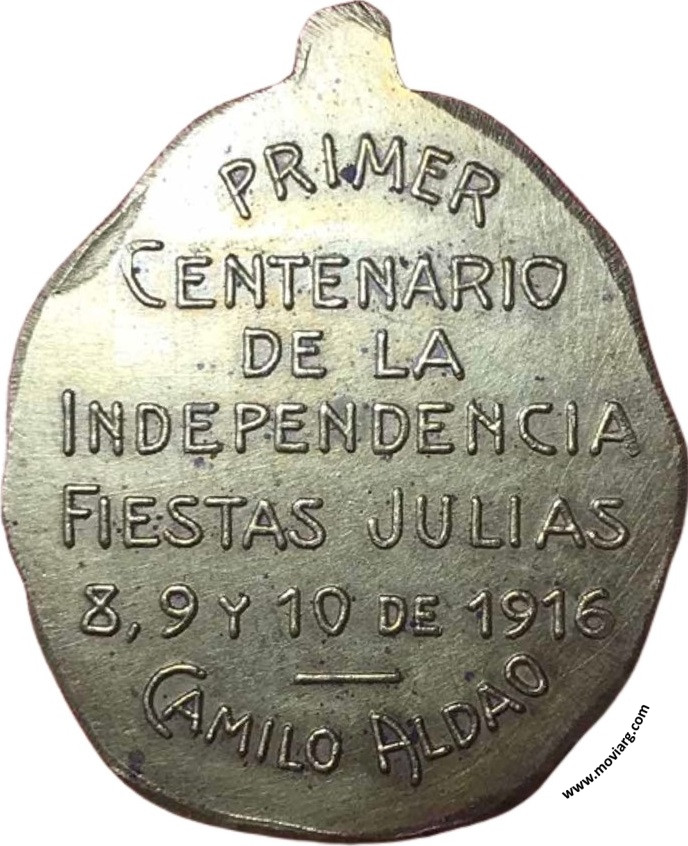 PRIMER
CENTENARIO
DE LA
INDEPENDENCIA
FIESTAS JULIAS
8, 9 Y 10 DE 1916
CAMILO ALDAO
www.moviarg.com